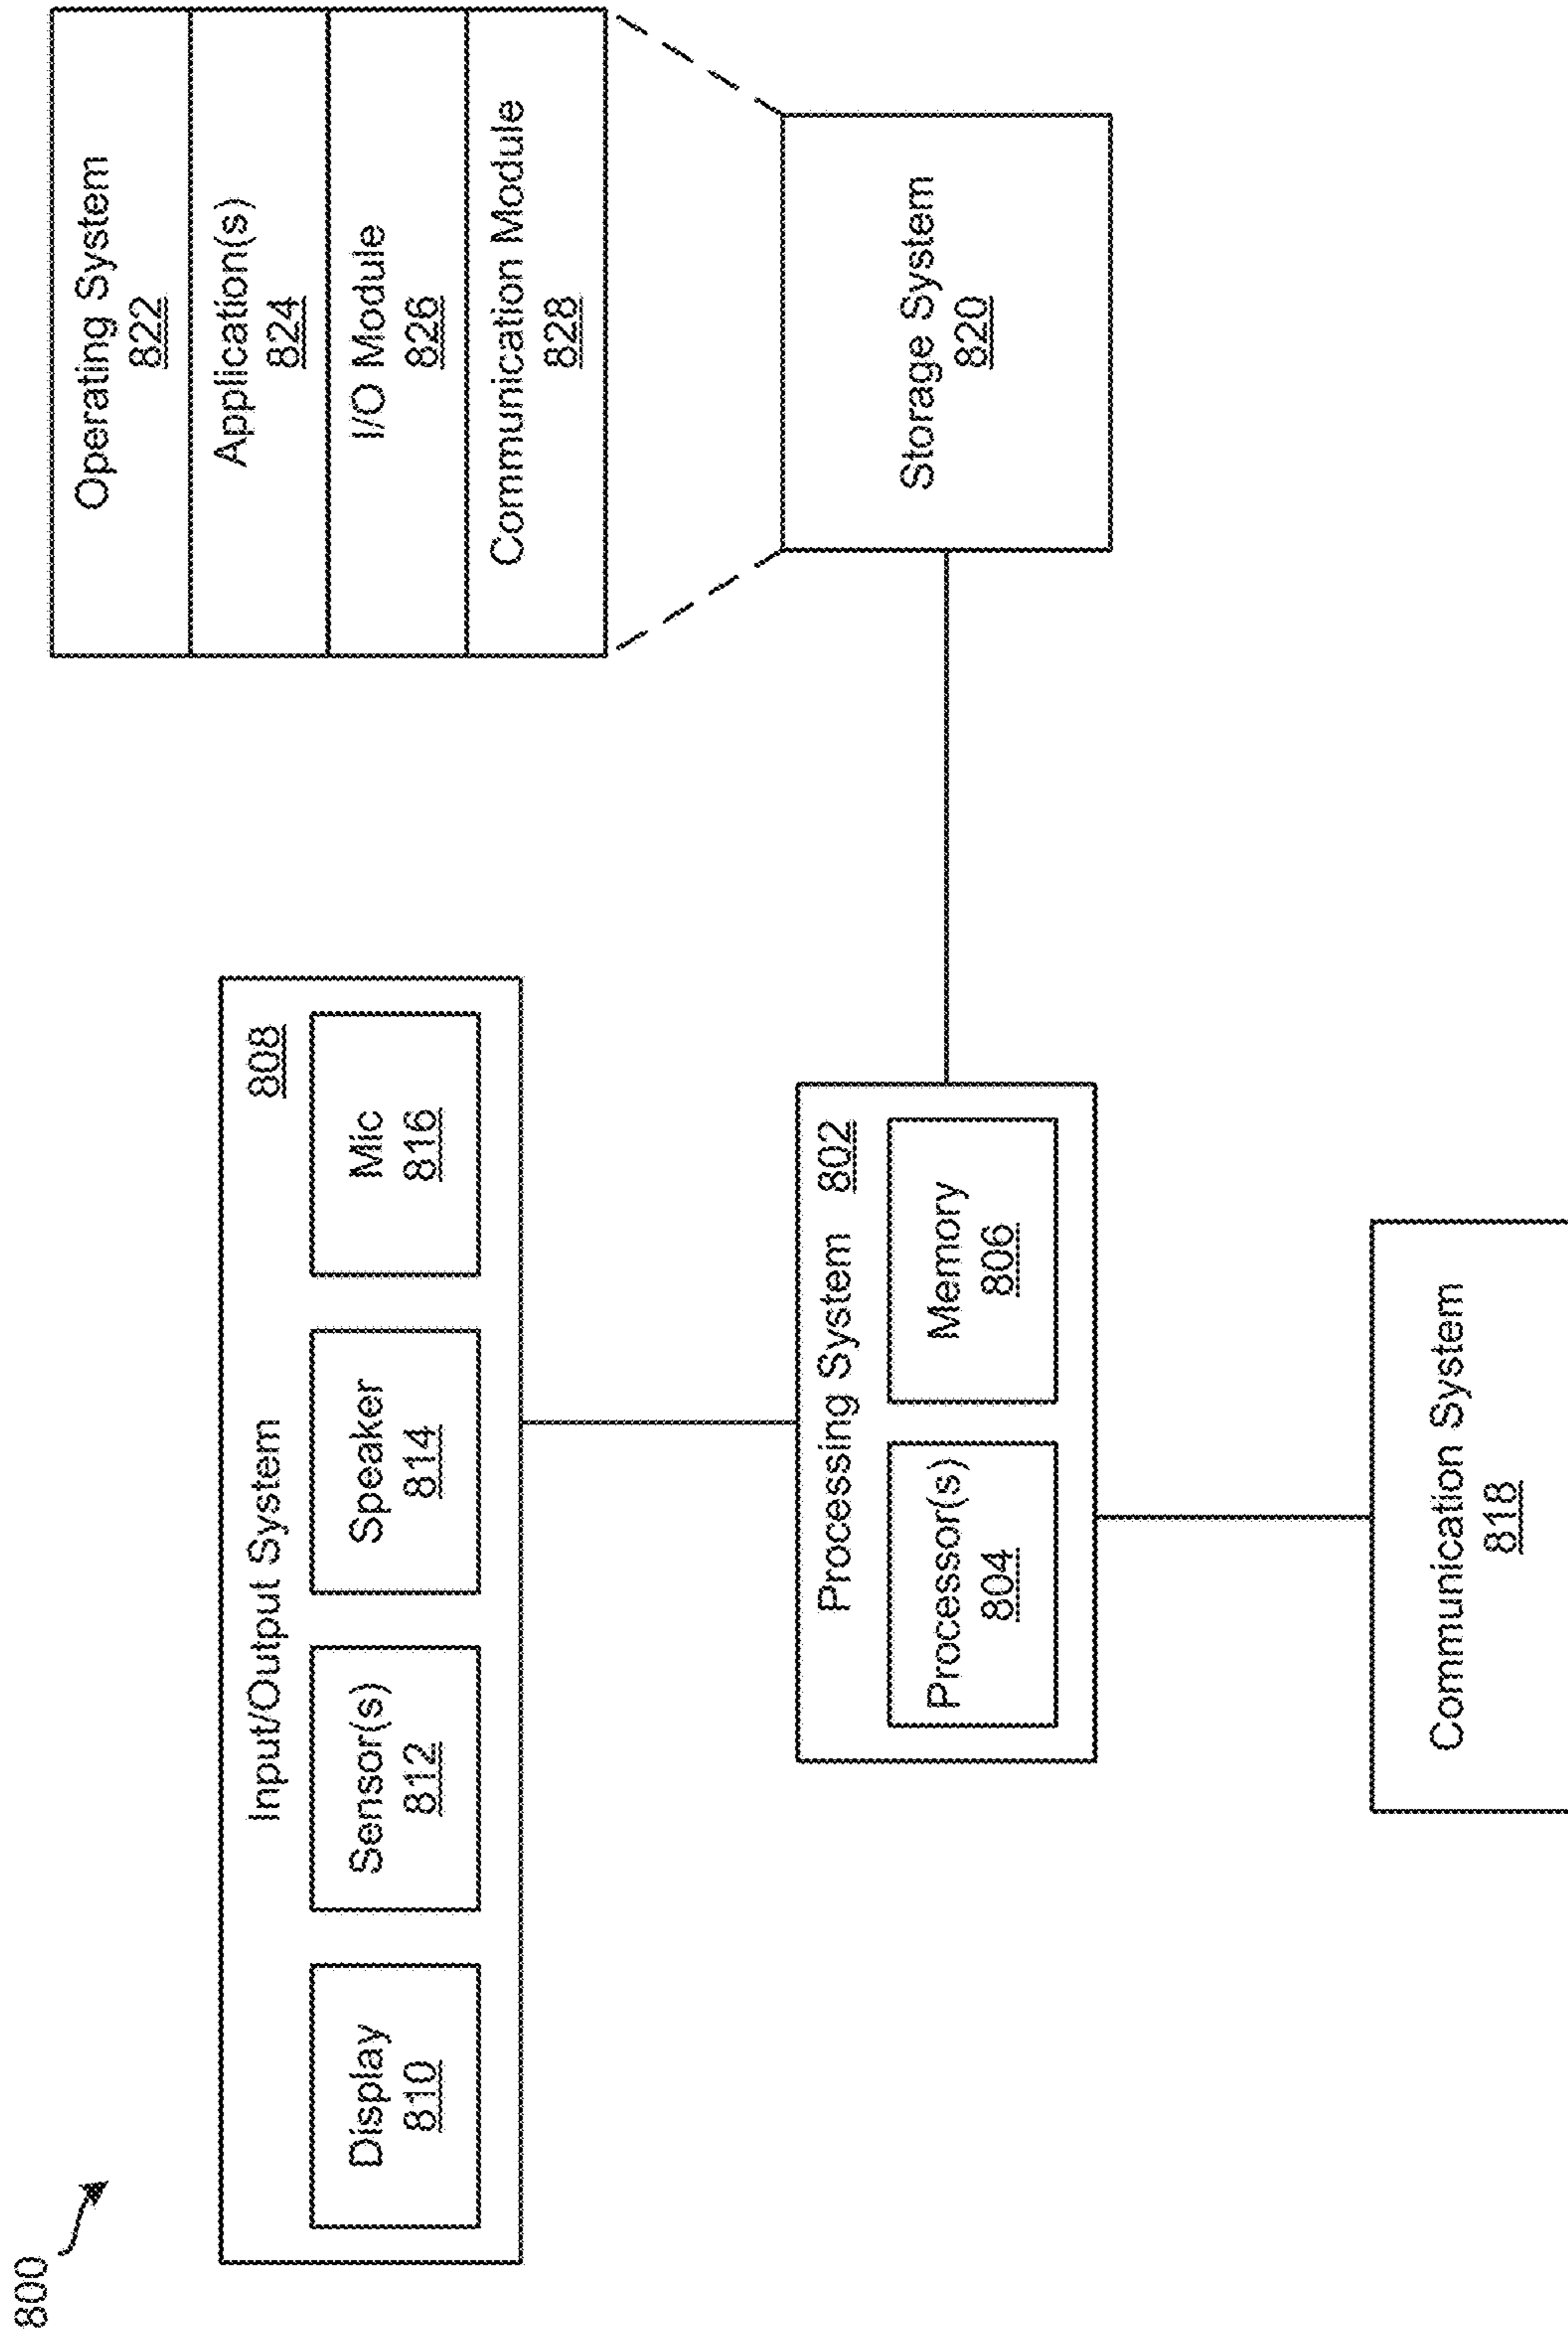 800
Input/Output System
808
Display
810
Sensor(s)
812
Speaker
814
Mic
816
Processing System
802
Processor(s)
804
Memory
806
Communication System
818
Operating System
822
Application(s)
824
I/O Module
826
Communication Module
828
Storage System
820